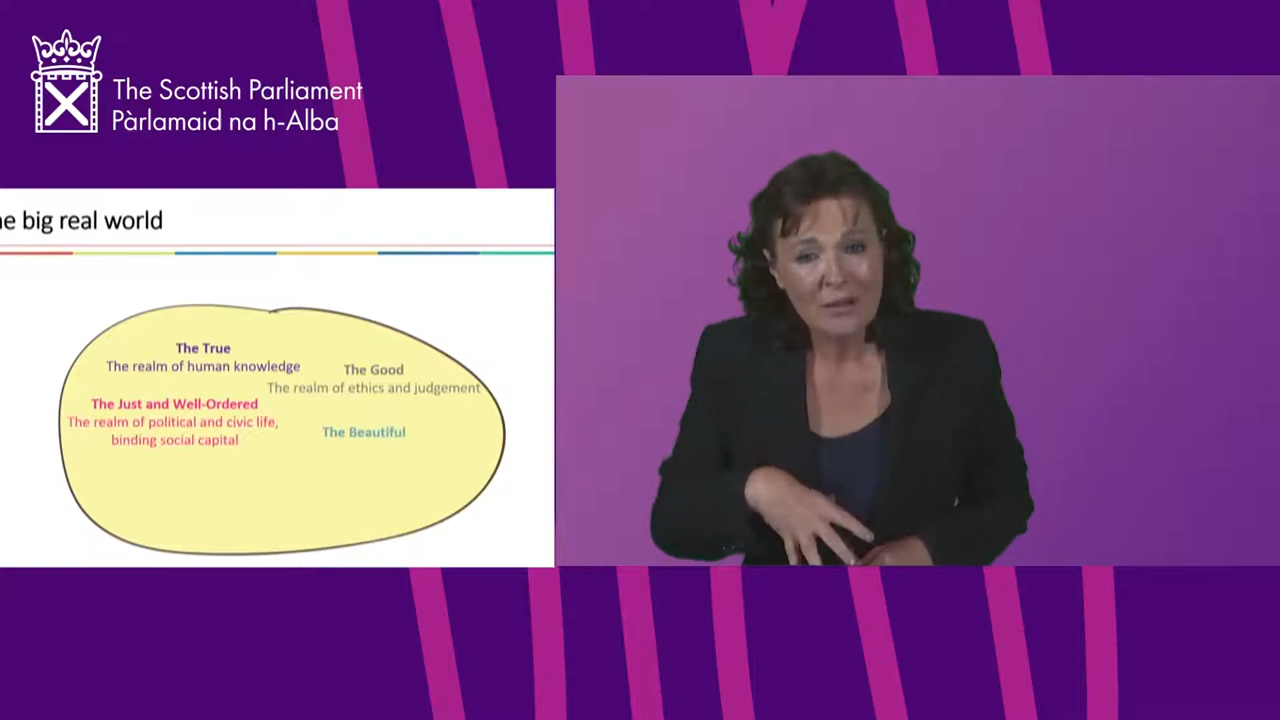 The Scottish Parliament
Pàrlamaid na h-Alba
e big real world
The True
The realm of human knowledge
The Good
The realm of ethics and judgement
The Just and Well-Ordered
The realm of political and civic life,
binding social capital
The Beautiful